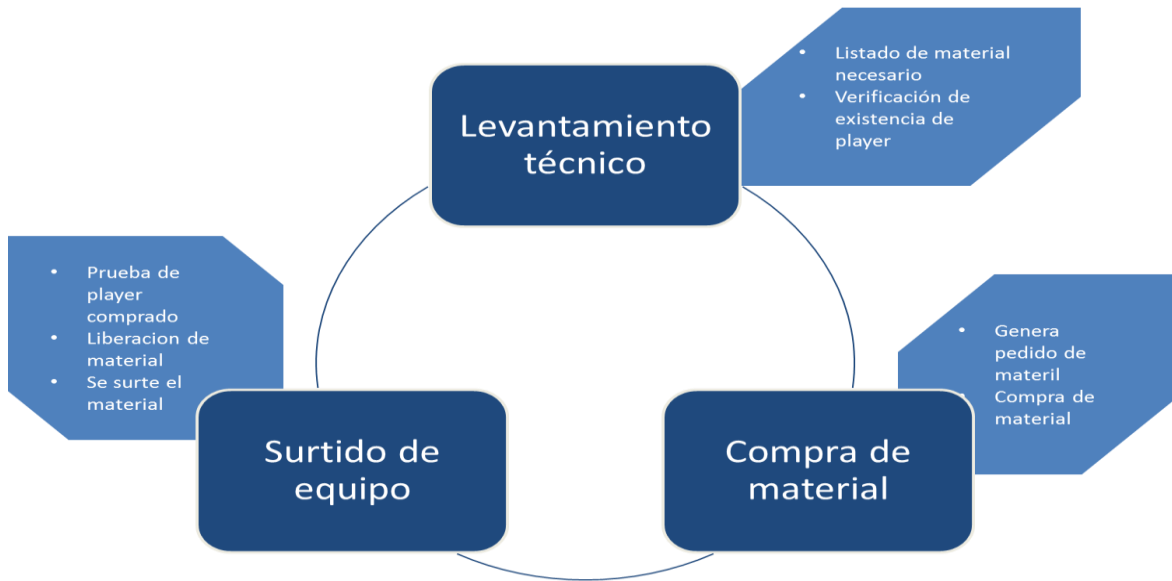 Levantamiento
técnico
• Listado de material
necesario
• Verificación de
existencia de
player
• Genera
pedido de
materil
• Compra de
material
Compra de
material
• Prueba de
player
comprado
• Liberacion de
material
• Se surte el
material
Surtido de
equipo